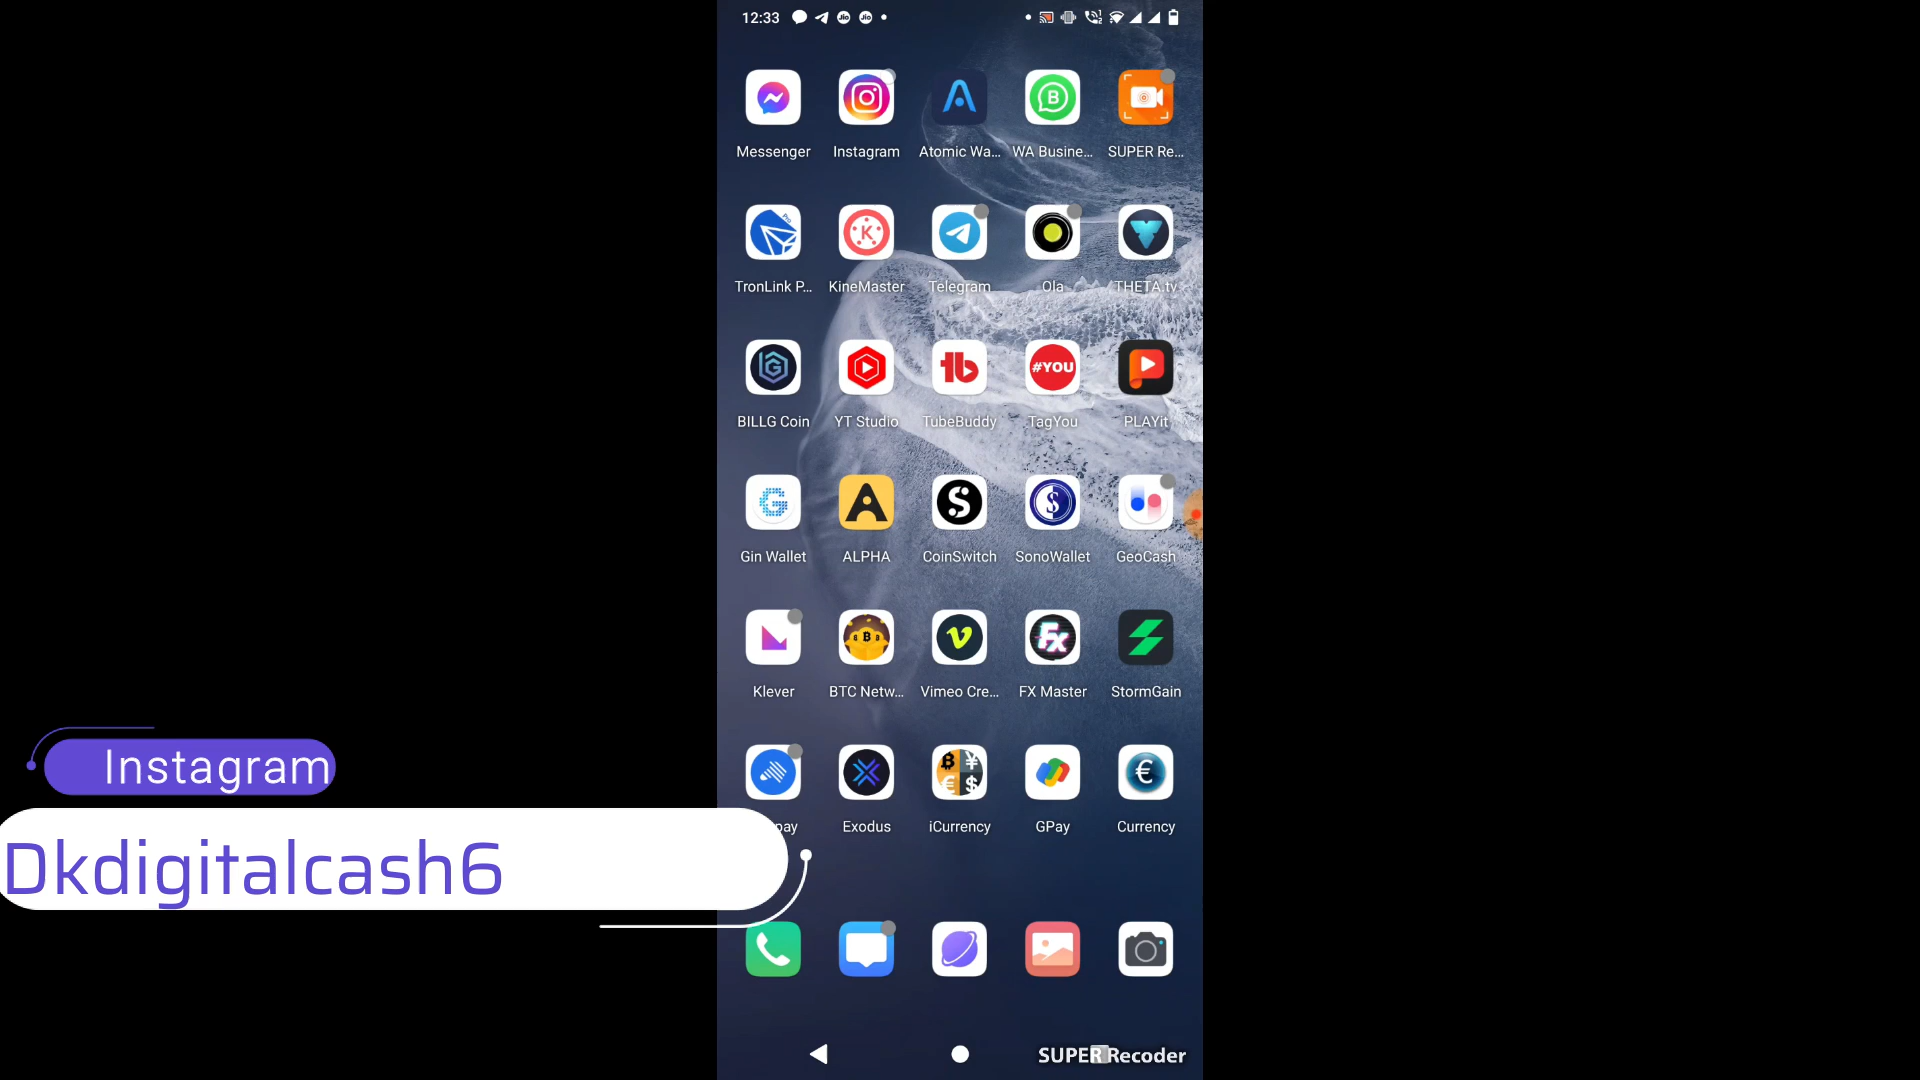 12:33
Messenger Instagram Atomic Wa... WA Busine... SUPER Re...
TronLink P... KineMaster Telegram Ola THETA.tv
#YOU
BILLG Coin YT Studio TubeBuddy TagYou PLAYit
Gin Wallet ALPHA CoinSwitch SonoWallet GeoCash
Klever BTC Netw... Vimeo Cre... FX Master StormGain
Instagram
pay Exodus iCurrency GPay Currency
Dkdigitalcash6
SUPER Recoder